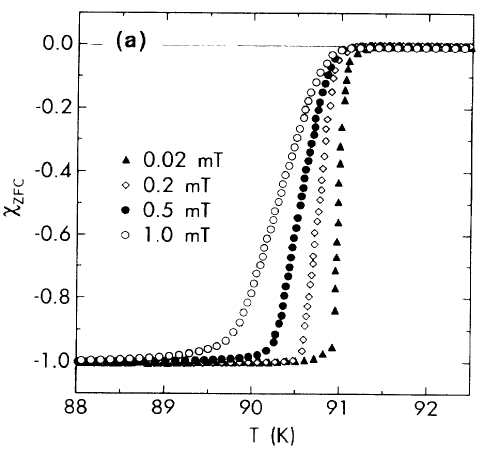 (a)
0.0
-0.2
-0.4
-0.6
-0.8
-1.0
χZFC
▲ 0.02 mT
◇ 0.2 mT
● 0.5 mT
○ 1.0 mT
88 89 90 91 92
T (K)